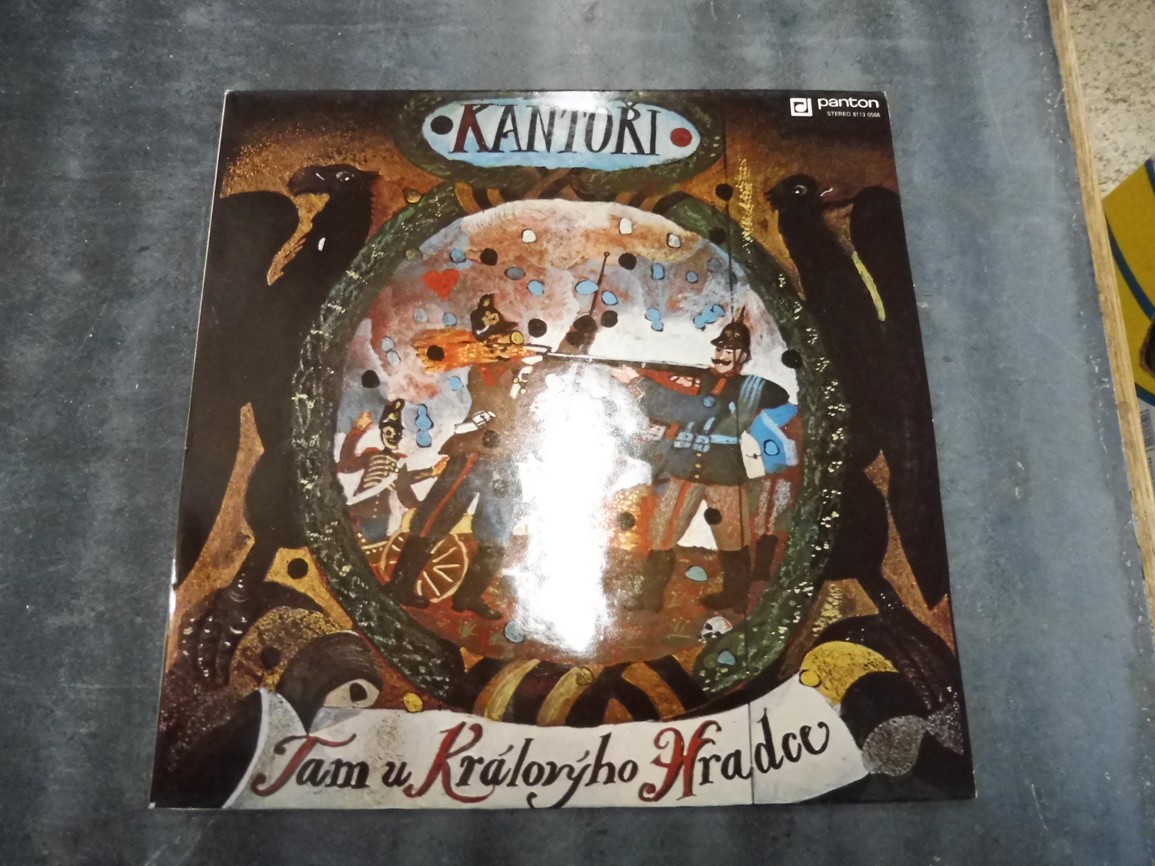 KANTOŘI
panton
STEREO 8113 0566
Tam u Královýho Hradce